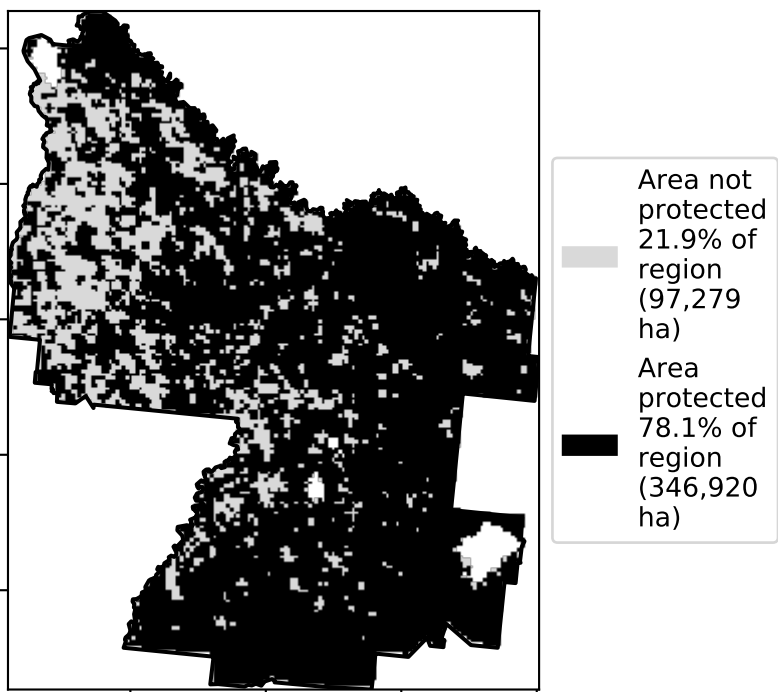 Area not
protected
21.9% of
region
(97,279
ha)
Area
protected
78.1% of
region
(346,920
ha)